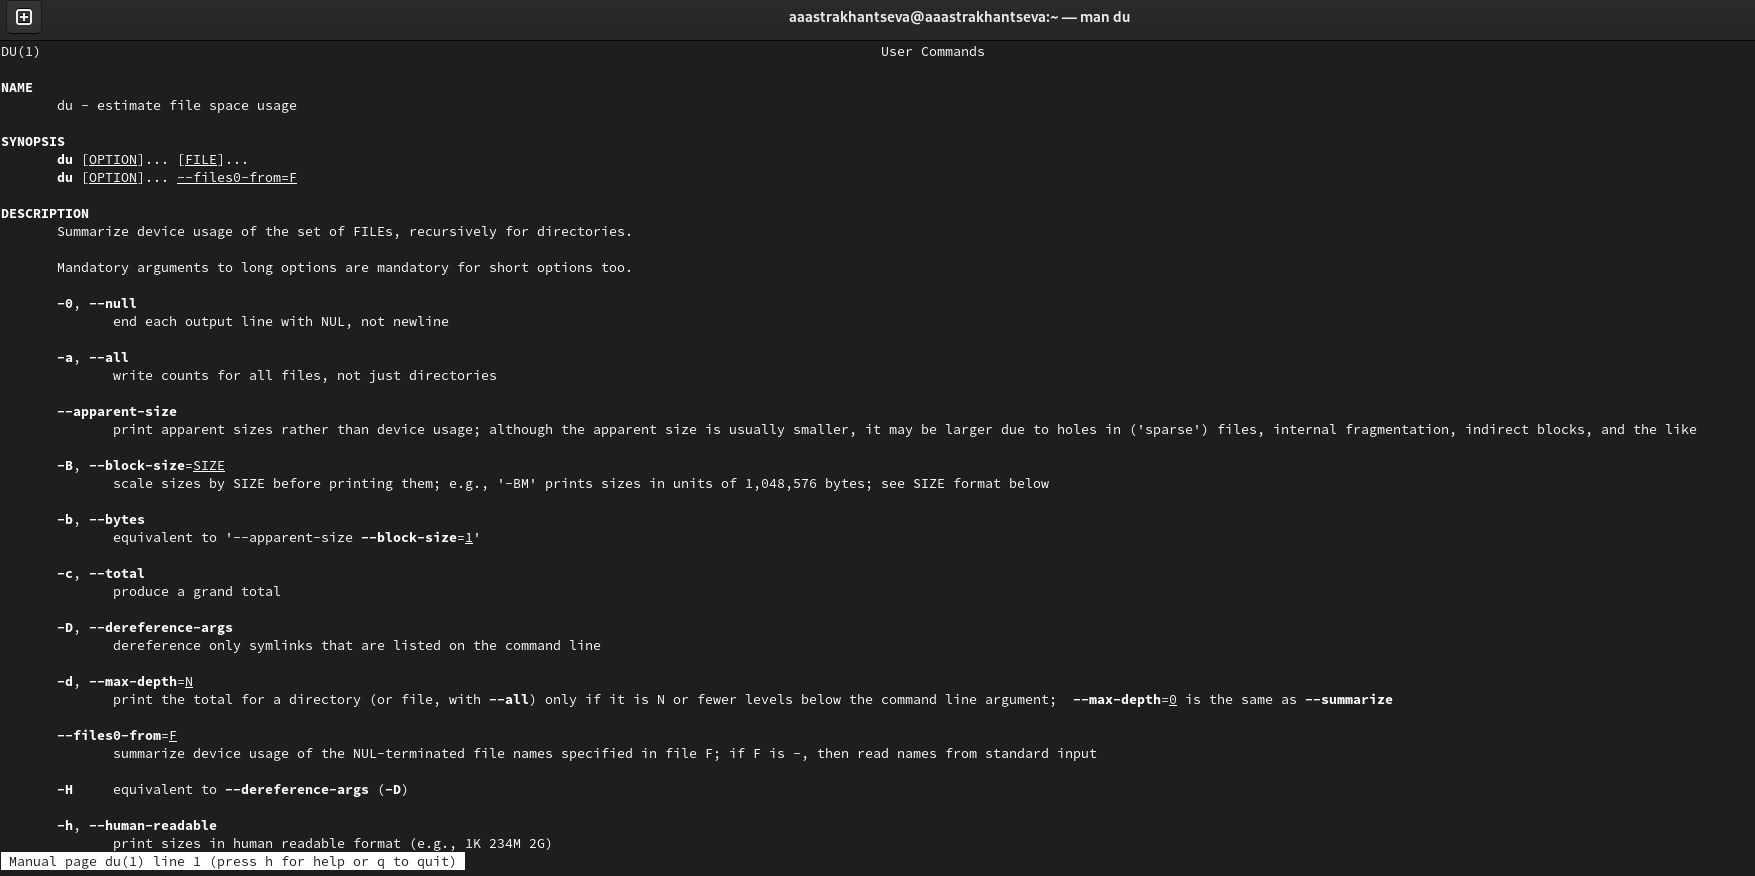 aaastrakhantseva@aaastrakhantseva:~ — man du
DU(1) User Commands
NAME
du - estimate file space usage
SYNOPSIS
du [OPTION]... [FILE]...
du [OPTION]... --files0-from=F
DESCRIPTION
Summarize device usage of the set of FILEs, recursively for directories.
Mandatory arguments to long options are mandatory for short options too.
-0, --null
end each output line with NUL, not newline
-a, --all
write counts for all files, not just directories
--apparent-size
print apparent sizes rather than device usage; although the apparent size is usually smaller, it may be larger due to holes in ('sparse') files, internal fragmentation, indirect blocks, and the like
-B, --block-size=SIZE
scale sizes by SIZE before printing them; e.g., '-BM' prints sizes in units of 1,048,576 bytes; see SIZE format below
-b, --bytes
equivalent to '--apparent-size --block-size=1'
-c, --total
produce a grand total
-D, --dereference-args
dereference only symlinks that are listed on the command line
-d, --max-depth=N
print the total for a directory (or file, with --all) only if it is N or fewer levels below the command line argument;  --max-depth=0 is the same as --summarize
--files0-from=F
summarize device usage of the NUL-terminated file names specified in file F; if F is -, then read names from standard input
-H equivalent to --dereference-args (-D)
-h, --human-readable
print sizes in human readable format (e.g., 1K 234M 2G)
Manual page du(1) line 1 (press h for help or q to quit)